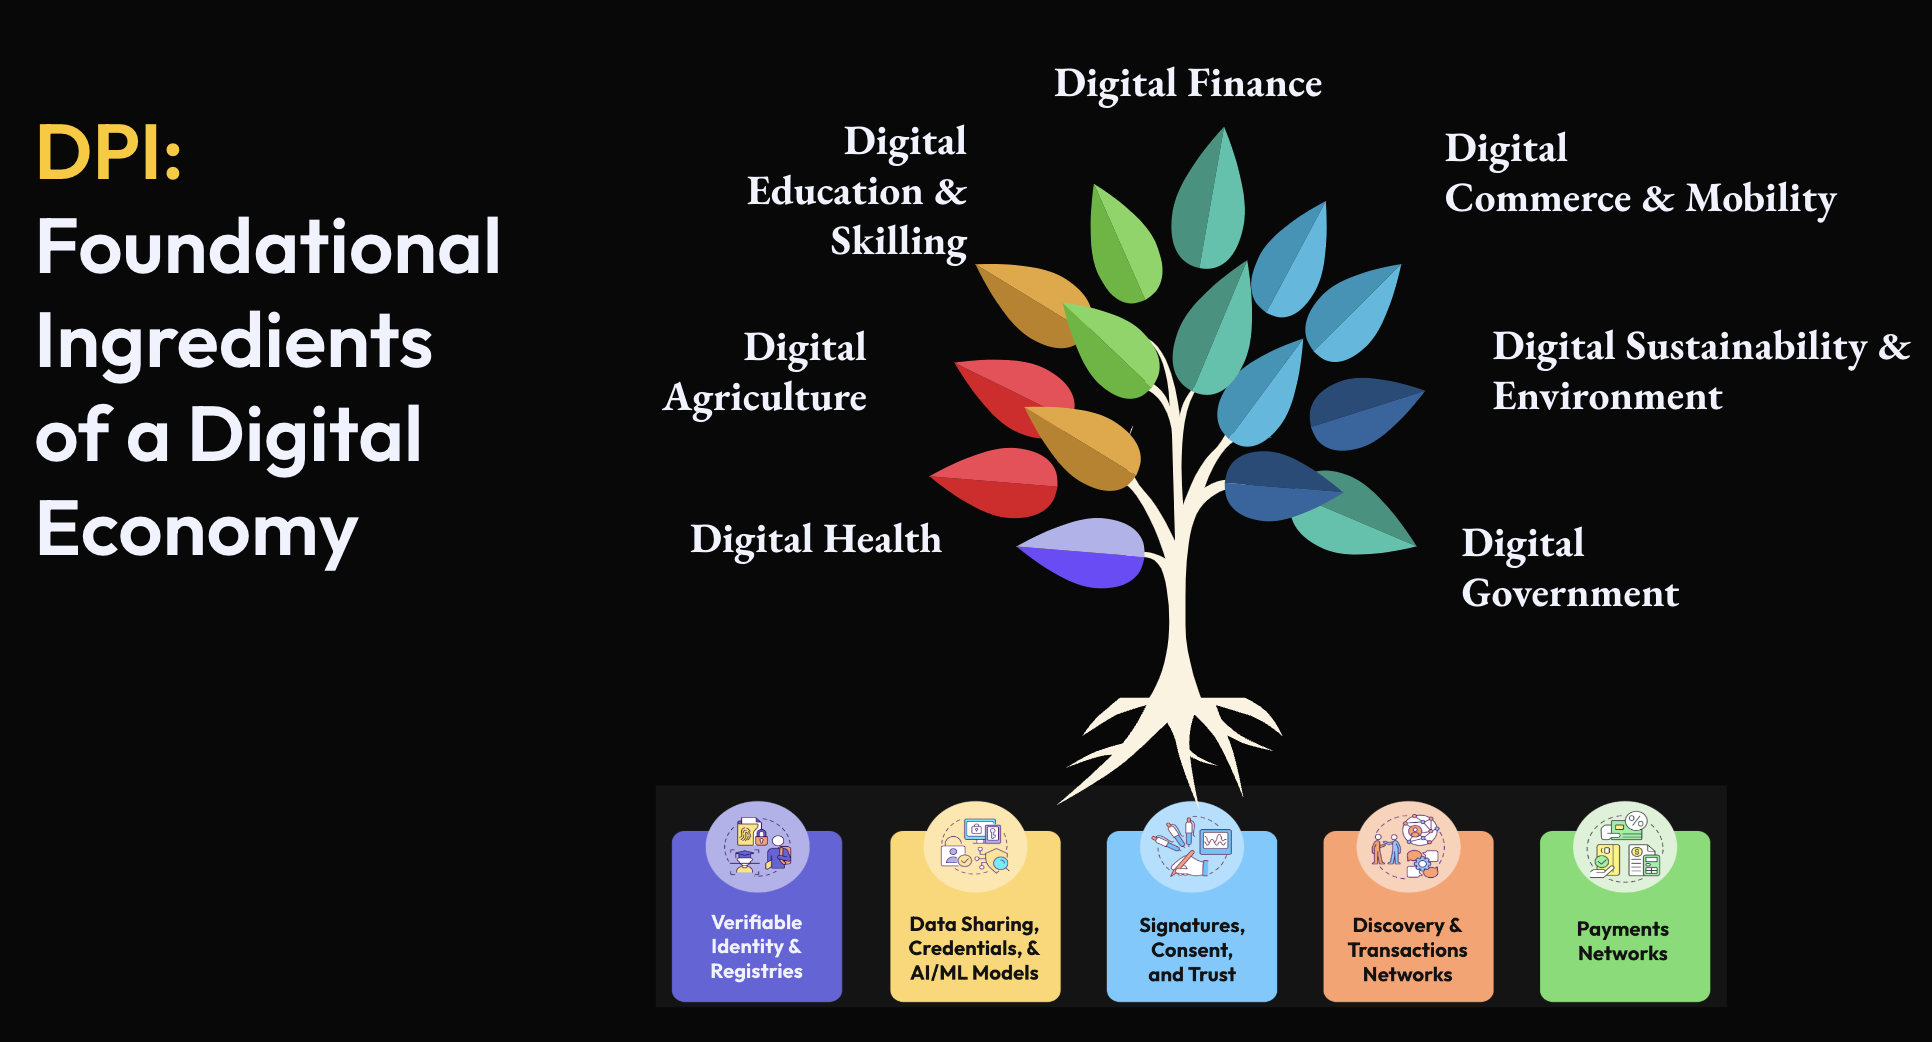 DPI:
Foundational
Ingredients
of a Digital
Economy
Digital Finance
Digital
Education &
Skilling
Digital
Commerce & Mobility
Digital
Agriculture
Digital Sustainability &
Environment
Digital Health
Digital
Government
Verifiable
Identity &
Registries
Data Sharing,
Credentials, &
AI/ML Models
Signatures,
Consent,
and Trust
Discovery &
Transactions
Networks
Payments
Networks